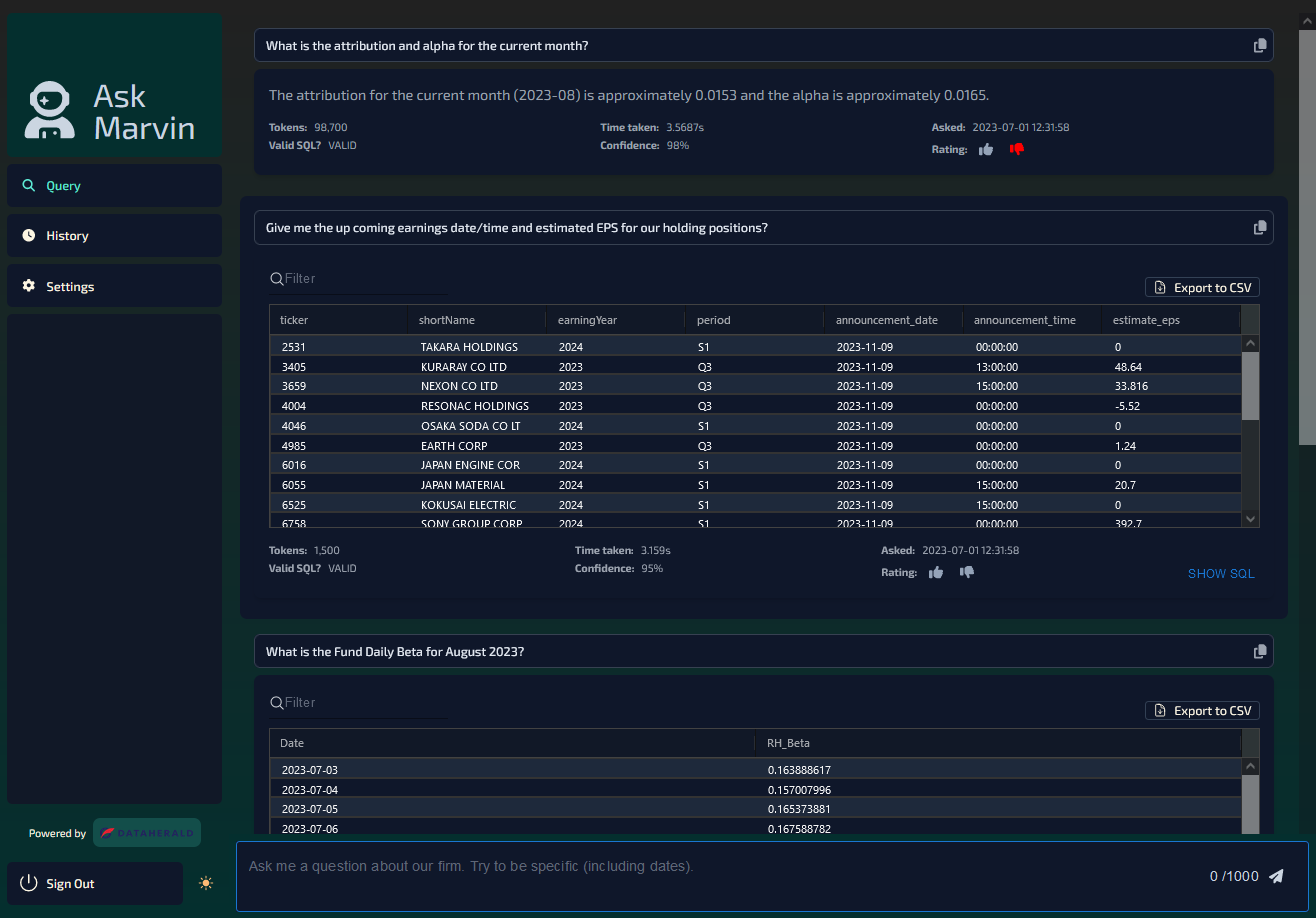 Ask
Marvin
Query
History
Settings
Powered by DATAHERALD
Sign Out
What is the attribution and alpha for the current month?
The attribution for the current month (2023-08) is approximately 0.0153 and the alpha is approximately 0.0165.
Tokens: 98,700 Time taken: 3.5687s Asked: 2023-07-01 12:31:58
Valid SQL? VALID Confidence: 98% Rating:
Give me the up coming earnings date/time and estimated EPS for our holding positions?
Filter
Export to CSV
ticker shortName earningYear period announcement_date announcement_time estimate_eps
2531 TAKARA HOLDINGS 2024 S1 2023-11-09 00:00:00 0
3405 KURARAY CO LTD 2023 Q3 2023-11-09 13:00:00 48.64
3659 NEXON CO LTD 2023 Q3 2023-11-09 15:00:00 33.816
4004 RESONAC HOLDINGS 2023 Q3 2023-11-09 00:00:00 -5.52
4046 OSAKA SODA CO LT 2024 S1 2023-11-09 00:00:00 0
4985 EARTH CORP 2023 Q3 2023-11-09 00:00:00 1.24
6016 JAPAN ENGINE COR 2024 S1 2023-11-09 00:00:00 0
6055 JAPAN MATERIAL 2024 S1 2023-11-09 15:00:00 20.7
6525 KOKUSAI ELECTRIC 2024 S1 2023-11-09 15:00:00 0
6758 SONY GROUP CORP 2024 S1 2023-11-09 00:00:00 392.7
Tokens: 1,500 Time taken: 3.159s Asked: 2023-07-01 12:31:58
Valid SQL? VALID Confidence: 95% Rating:
SHOW SQL
What is the Fund Daily Beta for August 2023?
Filter
Export to CSV
Date RH_Beta
2023-07-03 0.163888617
2023-07-04 0.157007996
2023-07-05 0.165373881
2023-07-06 0.167588782
Ask me a question about our firm. Try to be specific (including dates).
0 /1000